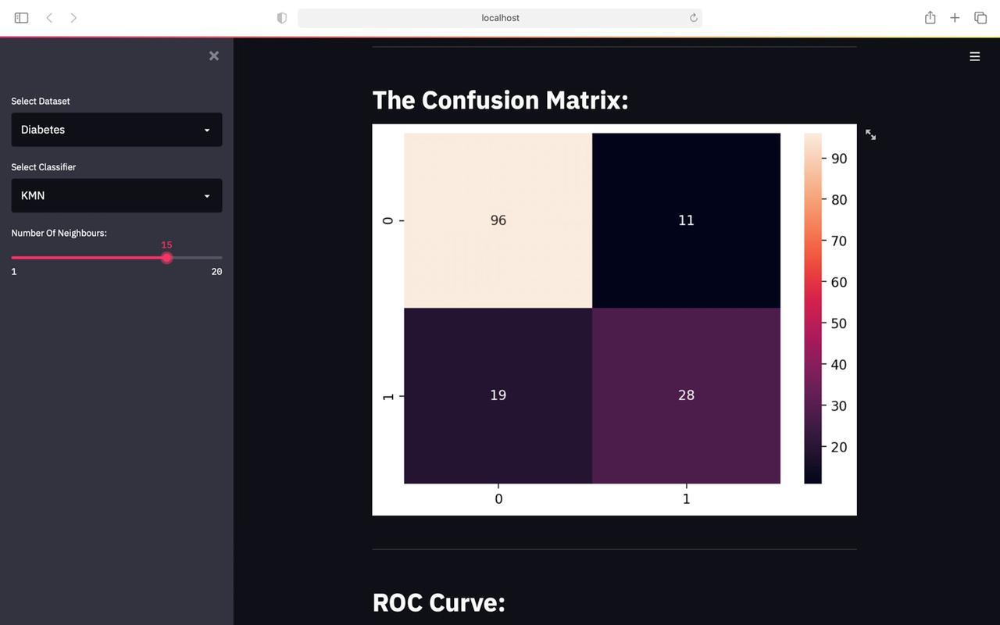 localhost
Select Dataset
Diabetes
Select Classifier
KMN
Number Of Neighbours:
15
1 20
The Confusion Matrix:
0
96 11
1
19 28
0 1
90
80
70
60
50
40
30
20
ROC Curve: